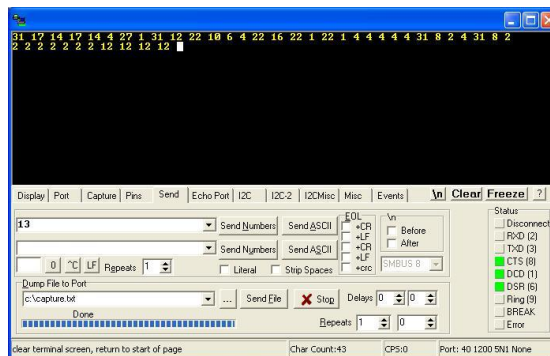 31 17 14 17 14 4 27 1 31 12 22 10 6 4 22 16 22 1 22 1 4 4 4 4 4 31 8 2 4 31 8 2
2 2 2 2 2 2 2 12 12 12 12
Display Port Capture Pins Send Echo Port I2C I2C-2 I2CMisc Misc Events \n Clear Freeze ?
13 Send Numbers Send ASCII
EOL
+CR
+LF
+CR
+LF
+crc
\n
Before
After
Send Numbers Send ASCII
0 ^C LF Repeats 1 Literal Strip Spaces SMBUS 8
Dump File to Port
c:\capture.txt ... Send File Stop Delays 0 0
Done
Repeats 1 0
Status
Disconnect
RXD (2)
TXD (3)
CTS (8)
DCD (1)
DSR (6)
Ring (9)
BREAK
Error
clear terminal screen, return to start of page Char Count:43 CPS:0 Port: 40 1200 5N1 None